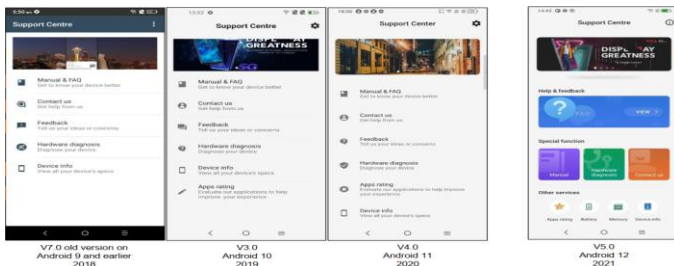 5:50
Support Centre
Manual & FAQ
Get to know your device better
Contact us
Get help from us
Feedback
Tell us your ideas or concerns
Hardware diagnosis
Diagnose your device
Device info
View all your device's specs
V7.0 old version on
Android 9 and earlier
2018
Support Centre
GREATNESS
Manual & FAQ
Get to know your device better
Contact us
Get help from us
Feedback
Tell us your ideas or concerns
Hardware diagnosis
Diagnose your device
Device info
View all your device's specs
Apps rating
Evaluate our applications to help
improve your experience
V3.0
Android 10
2019
Support Center
Manual & FAQ
Get to know your device better
Contact us
Get help from us
Feedback
Tell us your ideas or concerns
Hardware diagnosis
Diagnose your device
Apps rating
Evaluate our applications to help improve
your experience
Device info
View all your device's specs
V4.0
Android 11
2020
Support Centre
GREATNESS
Help & feedback
FAQ
VIEW >
Special function
Manual
Hardware
diagnosis
Contact us
Other services
Apps rating
Battery
Memory
Device info
V5.0
Android 12
2021